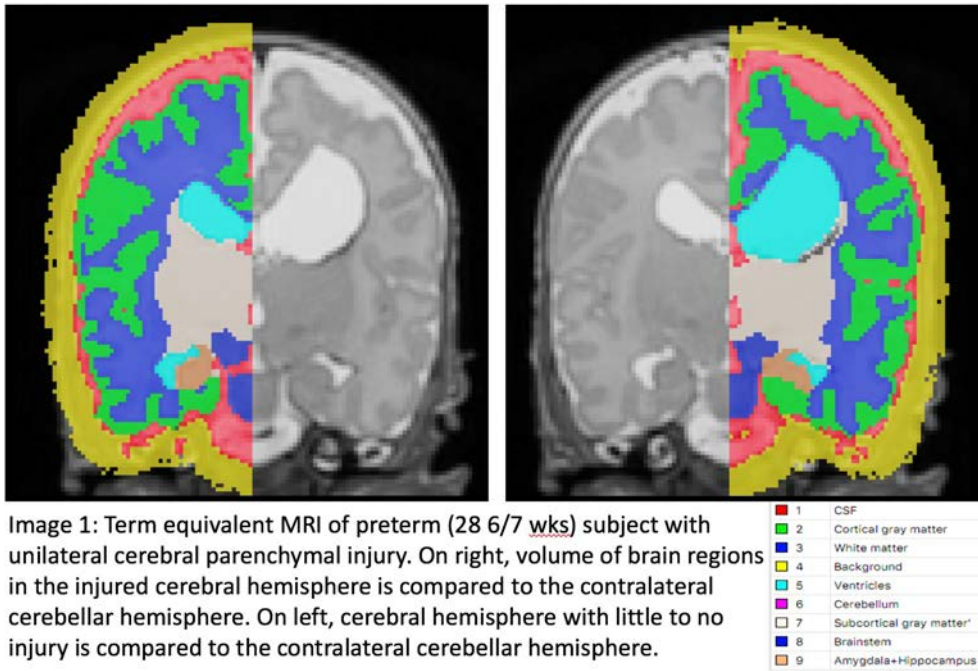 Image 1: Term equivalent MRI of preterm (28 6/7 wks) subject with
unilateral cerebral parenchymal injury. On right, volume of brain regions
in the injured cerebral hemisphere is compared to the contralateral
cerebellar hemisphere. On left, cerebral hemisphere with little to no
injury is compared to the contralateral cerebellar hemisphere.
1 CSF
2 Cortical gray matter
3 White matter
4 Background
5 Ventricles
6 Cerebellum
7 Subcortical gray matter'
8 Brainstem
9 Amygdala+Hippocampus